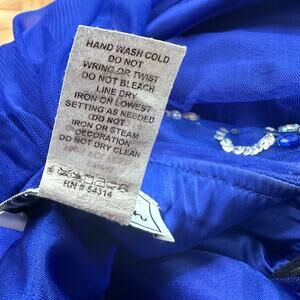 HAND WASH COLD
DO NOT
WRING OR TWIST
DO NOT BLEACH
LINE DRY
IRON ON LOWEST
SETTING AS NEEDED
DO NOT
IRON OR STEAM
DECORATION
DO NOT DRY CLEAN
RN # 54314